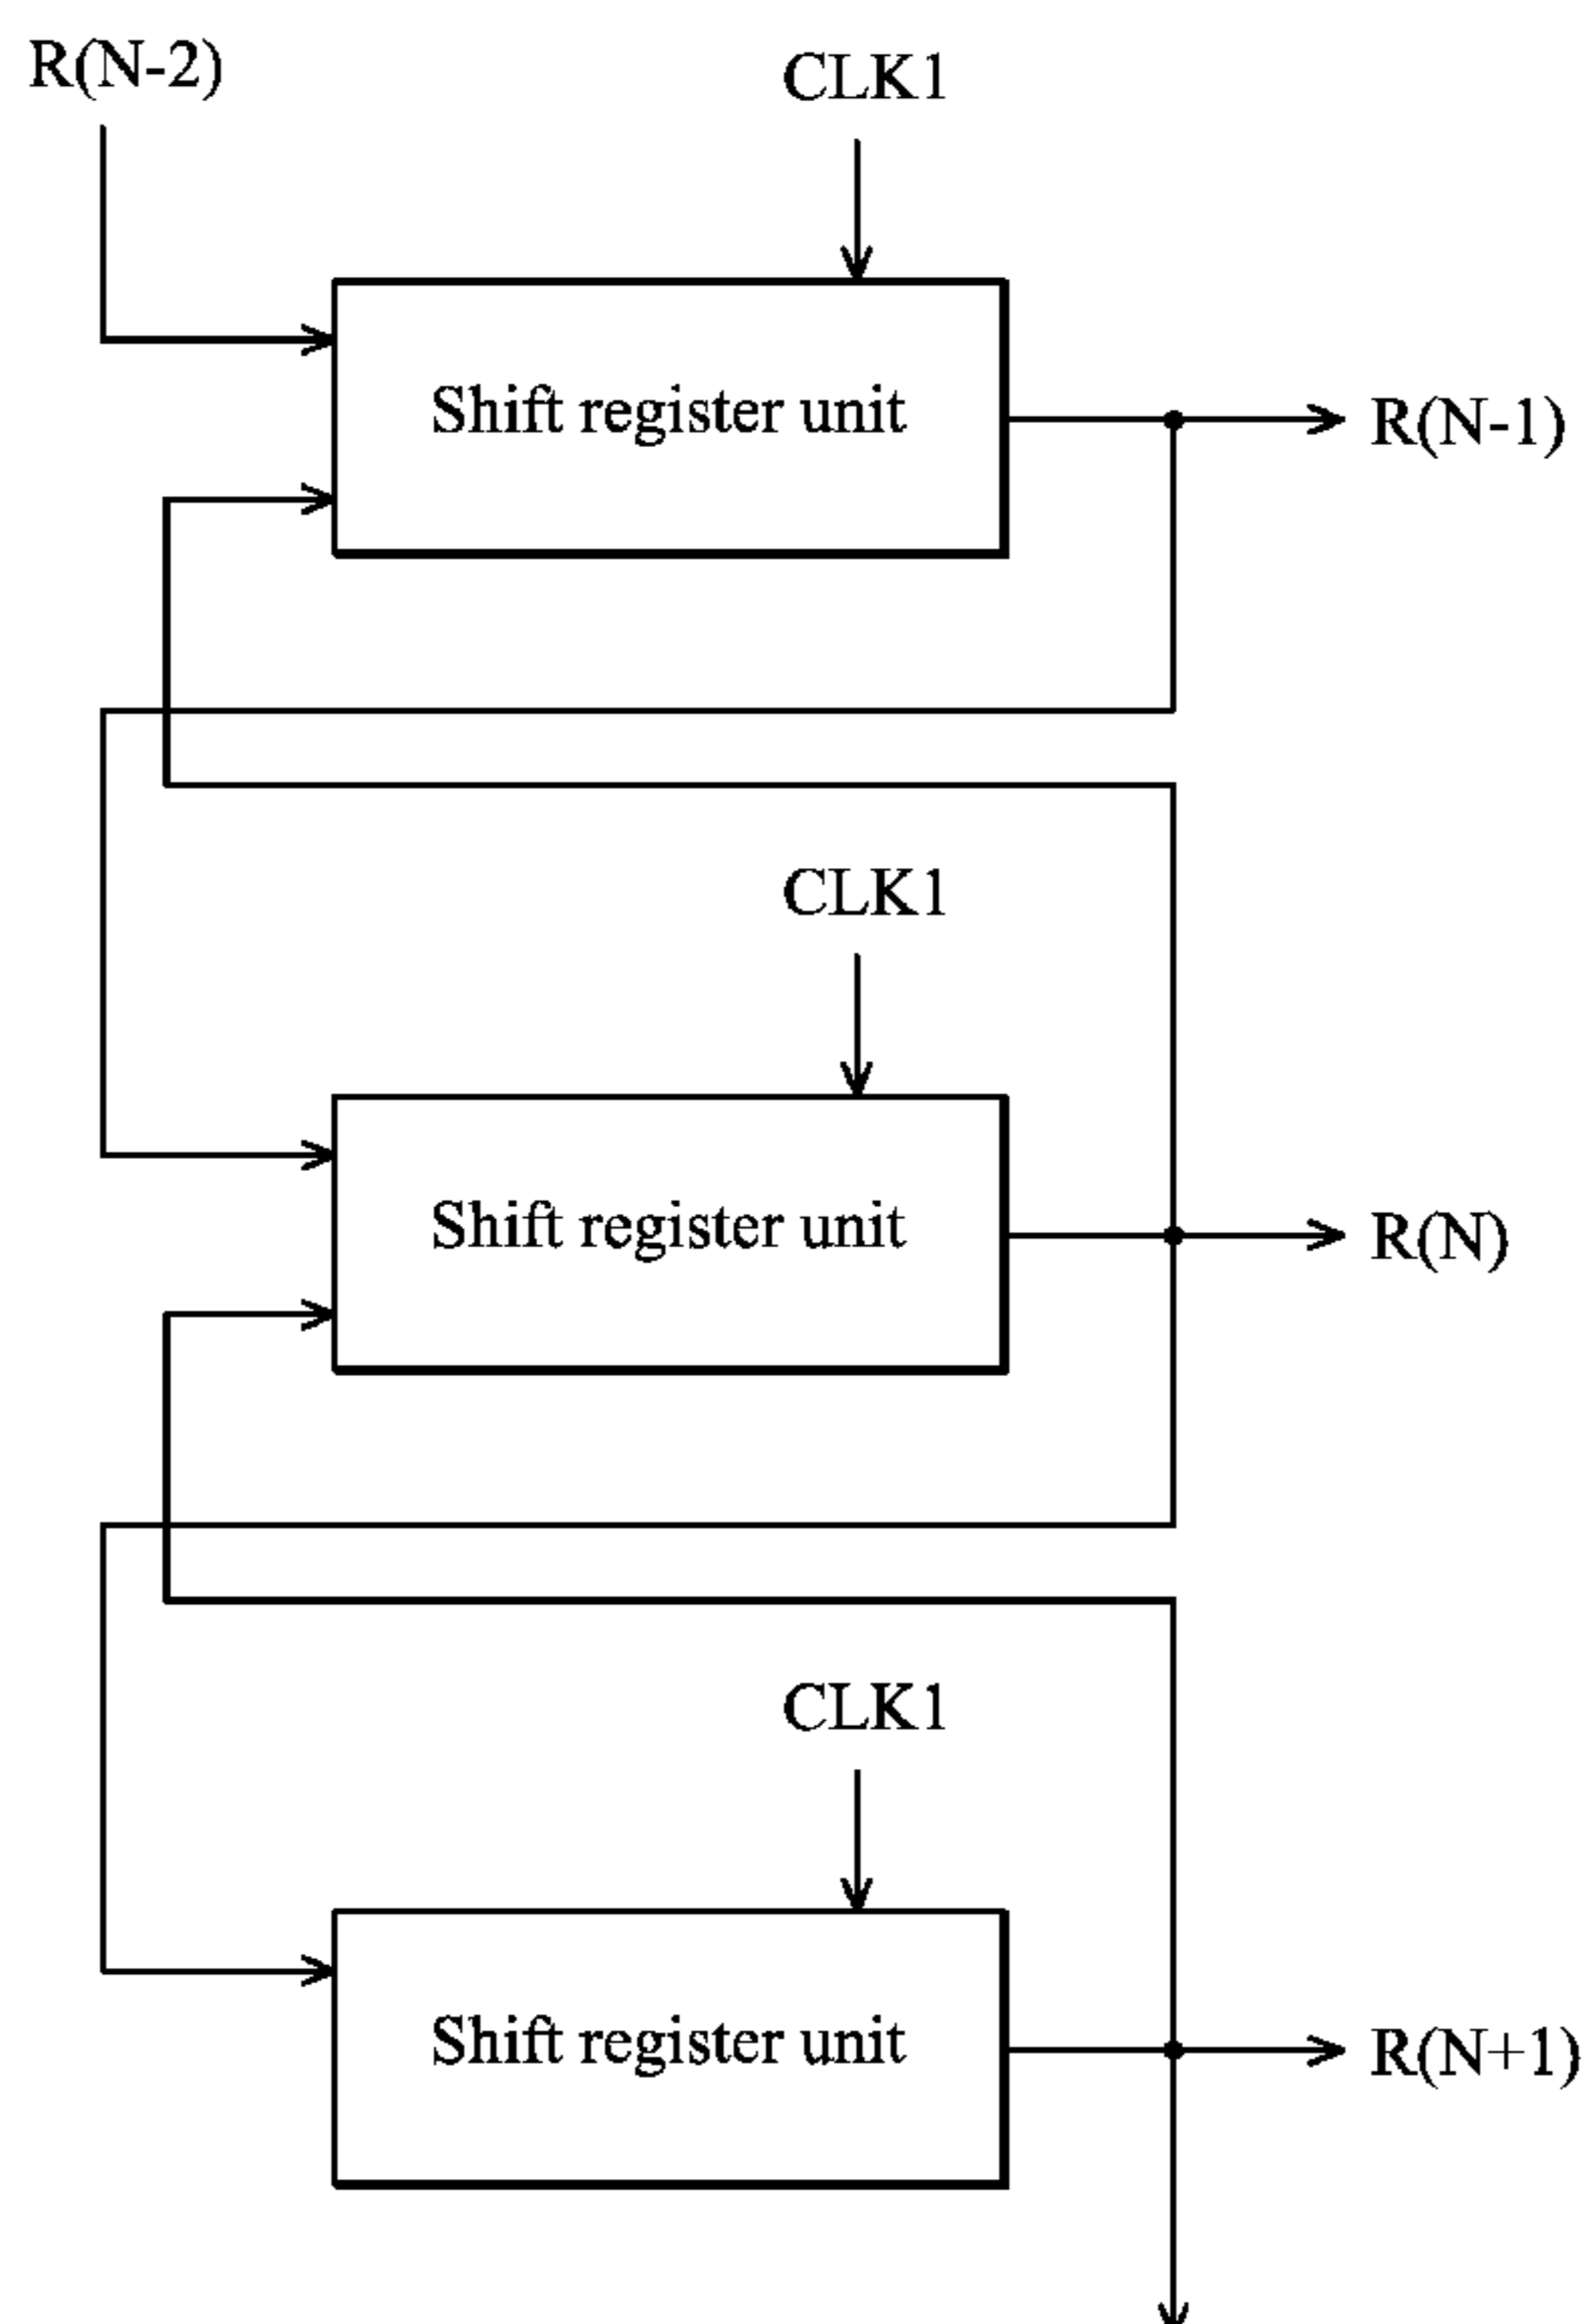 R(N-2)
CLK1
Shift register unit
R(N-1)
CLK1
Shift register unit
R(N)
CLK1
Shift register unit
R(N+1)